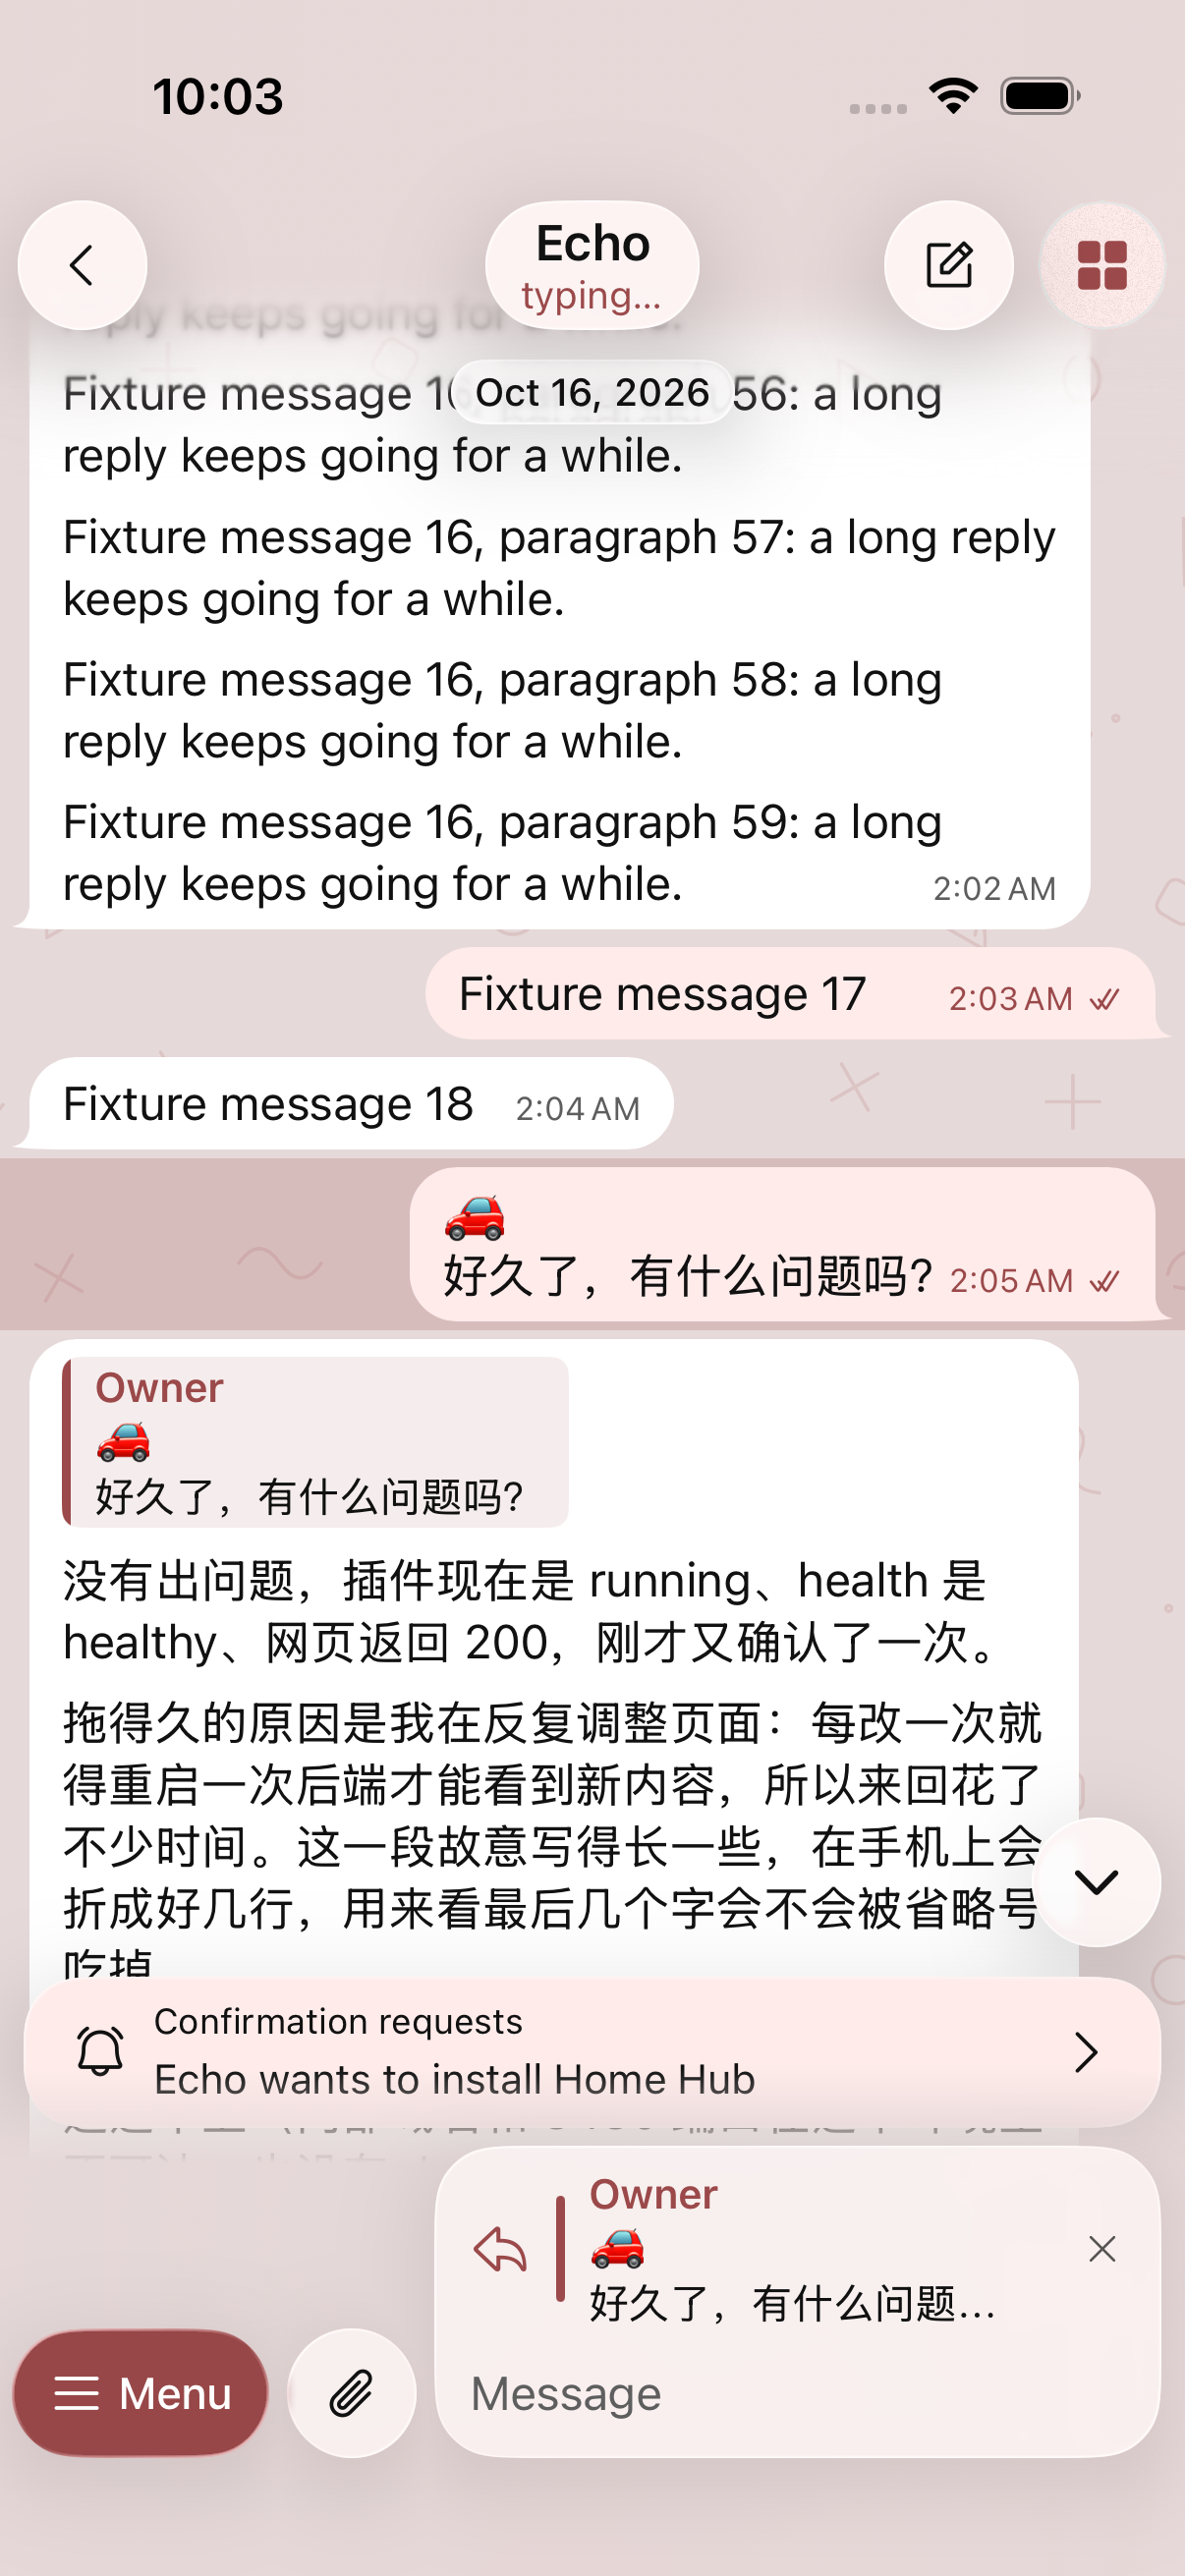 10:03
Echo
typing...
ply keeps going for
Oct 16, 2026
Fixture message 16 56: a long
reply keeps going for a while.
Fixture message 16, paragraph 57: a long reply
keeps going for a while.
Fixture message 16, paragraph 58: a long
reply keeps going for a while.
Fixture message 16, paragraph 59: a long
reply keeps going for a while.
2:02 AM
Fixture message 17 2:03 AM
Fixture message 18 2:04 AM
🚗
好久了，有什么问题吗? 2:05 AM
Owner
🚗
好久了，有什么问题吗?
没有出问题，插件现在是 running、health 是
healthy、网页返回 200，刚才又确认了一次。
拖得久的原因是我在反复调整页面：每改一次就
得重启一次后端才能看到新内容，所以来回花了
不少时间。这一段故意写得长一些，在手机上会
折成好几行，用来看最后几个字会不会被省略号
吃掉
Confirmation requests
Echo wants to install Home Hub
Owner
🚗
好久了，有什么问题...
Menu
Message